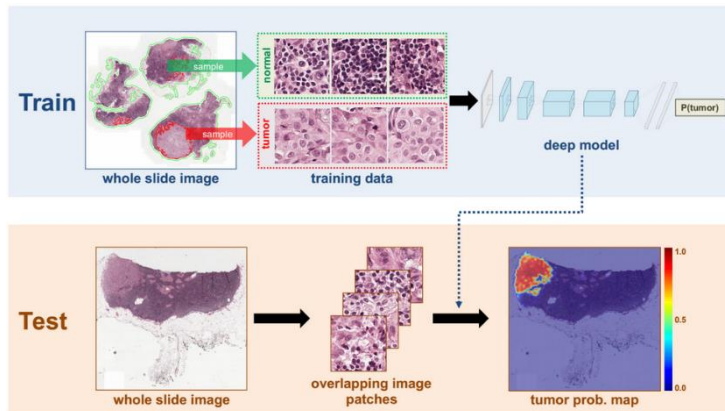 Train
sample
sample
normal
tumor
P(tumor)
whole slide image
training data
deep model
Test
1.0
0.5
0.0
whole slide image
overlapping image
patches
tumor prob. map